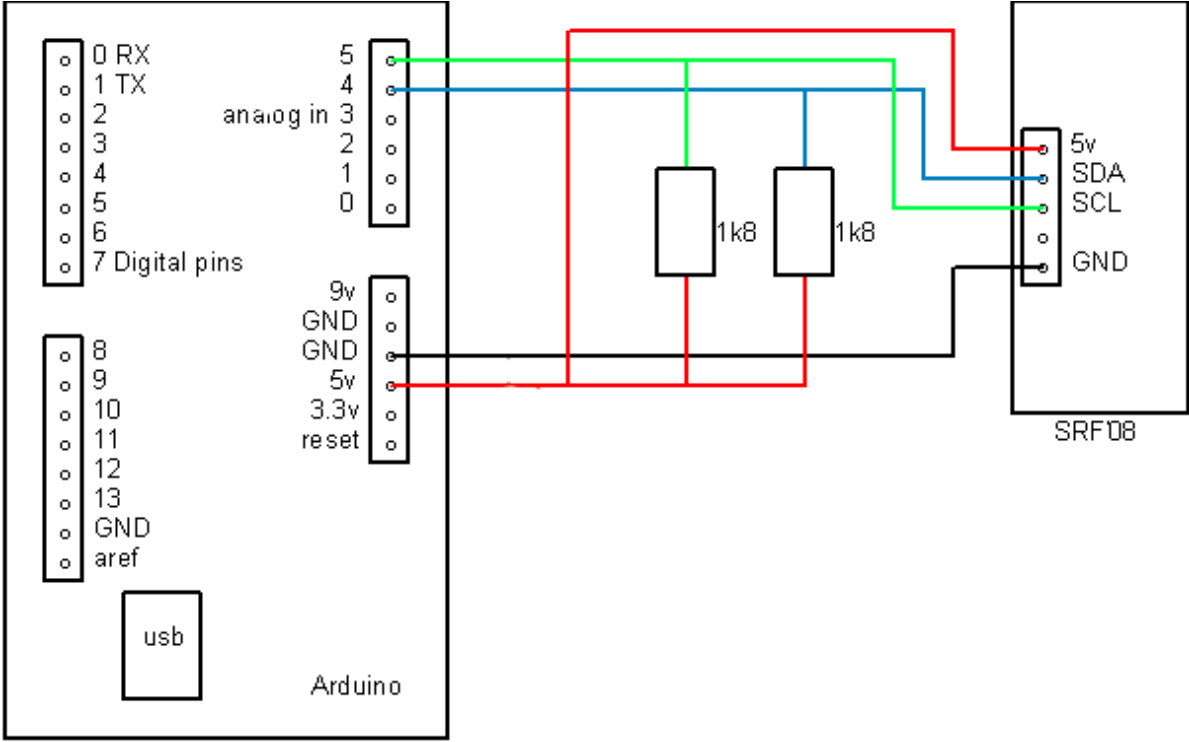 0 RX
1 TX
2
3
4
5
6
7 Digital pins
8
9
10
11
12
13
GND
aref
usb
Arduino
5
4
analog in 3
2
1
0
9v
GND
GND
5v
3.3v
reset
1k8
1k8
5v
SDA
SCL
GND
SRF'08